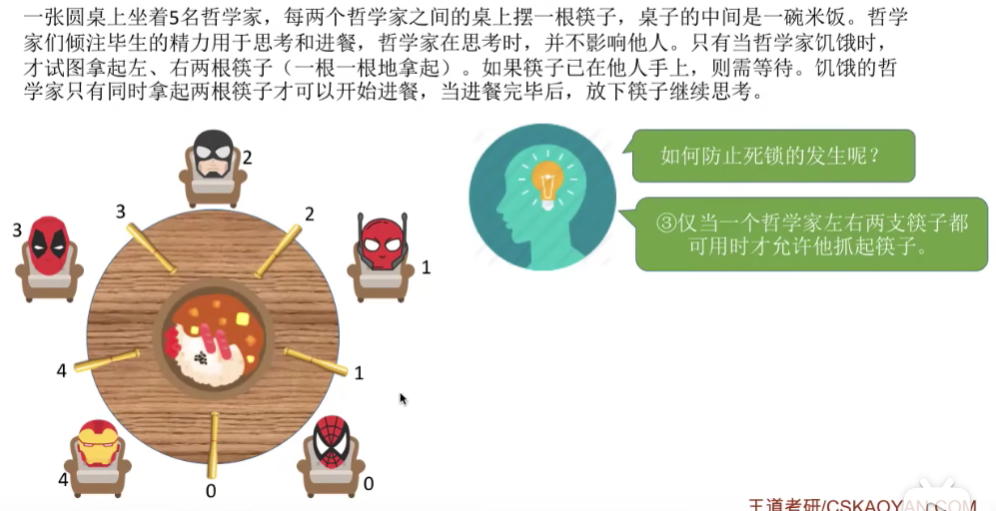 一张圆桌上坐着5名哲学家，每两个哲学家之间的桌上摆一根筷子，桌子的中间是一碗米饭。哲学
家们倾注毕生的精力用于思考和进餐，哲学家在思考时，并不影响他人。只有当哲学家饥饿时，
才试图拿起左、右两根筷子（一根一根地拿起）。如果筷子已在他人手上，则需等待。饥饿的哲
学家只有同时拿起两根筷子才可以开始进餐，当进餐完毕后，放下筷子继续思考。
如何防止死锁的发生呢？
③仅当一个哲学家左右两支筷子都
可用时才允许他抓起筷子。
2
3
2
3
1
4
1
4
0
0
王道考研/CSKAOYAN.COM